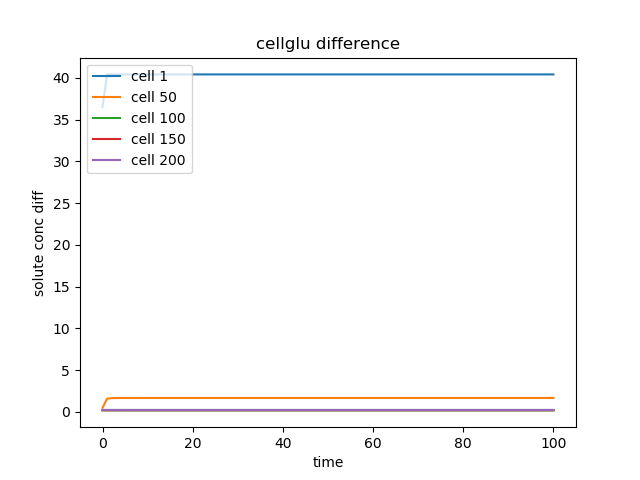 cellglu difference
cell 1
cell 50
cell 100
cell 150
cell 200
solute conc diff
40
35
30
25
20
15
10
5
0
0 20 40 60 80 100
time